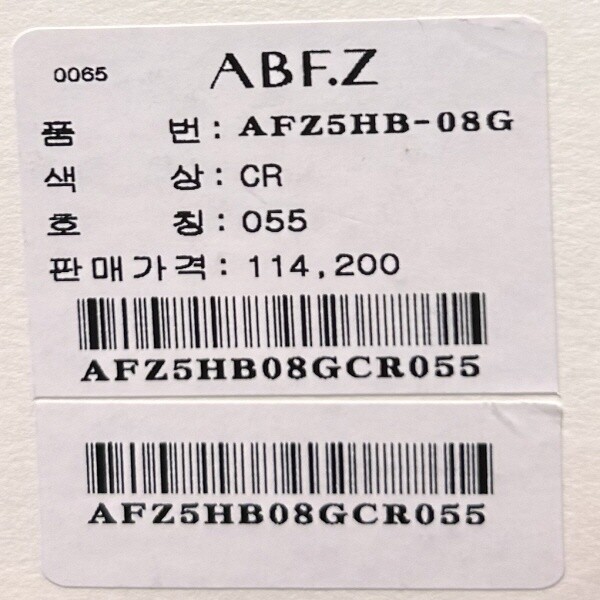 0065 ABF.Z
품 번: AFZ5HB-08G
색 상: CR
호 칭: 055
판매가격: 114,200
AFZ5HB08GCR055
AFZ5HB08GCR055